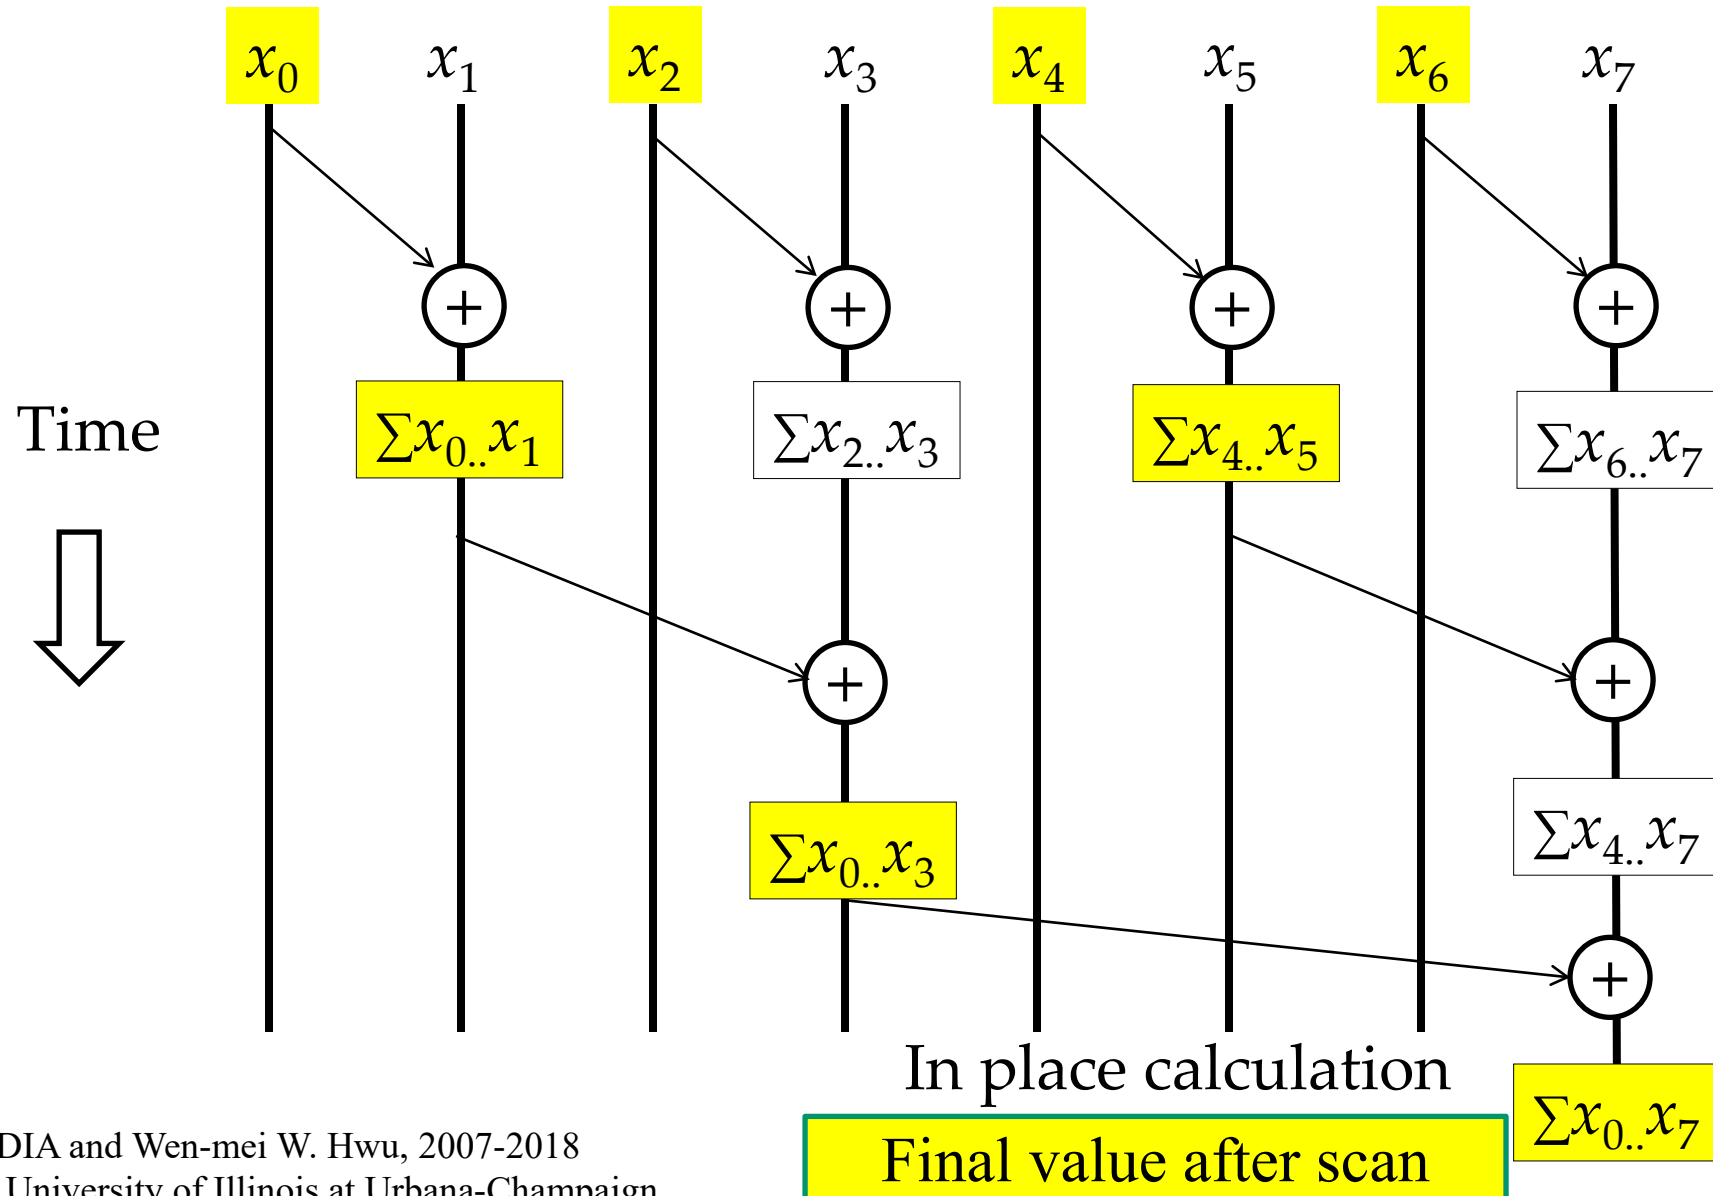 x₀ x₁ x₂ x₃ x₄ x₅ x₆ x₇
+ + + +
Time
∑x₀..x₁ ∑x₂..x₃ ∑x₄..x₅ ∑x₆..x₇
+ +
∑x₀..x₃ ∑x₄..x₇
+
In place calculation
∑x₀..x₇
DIA and Wen-mei W. Hwu, 2007-2018
Final value after scan
University of Illinois at Urbana-Champaign